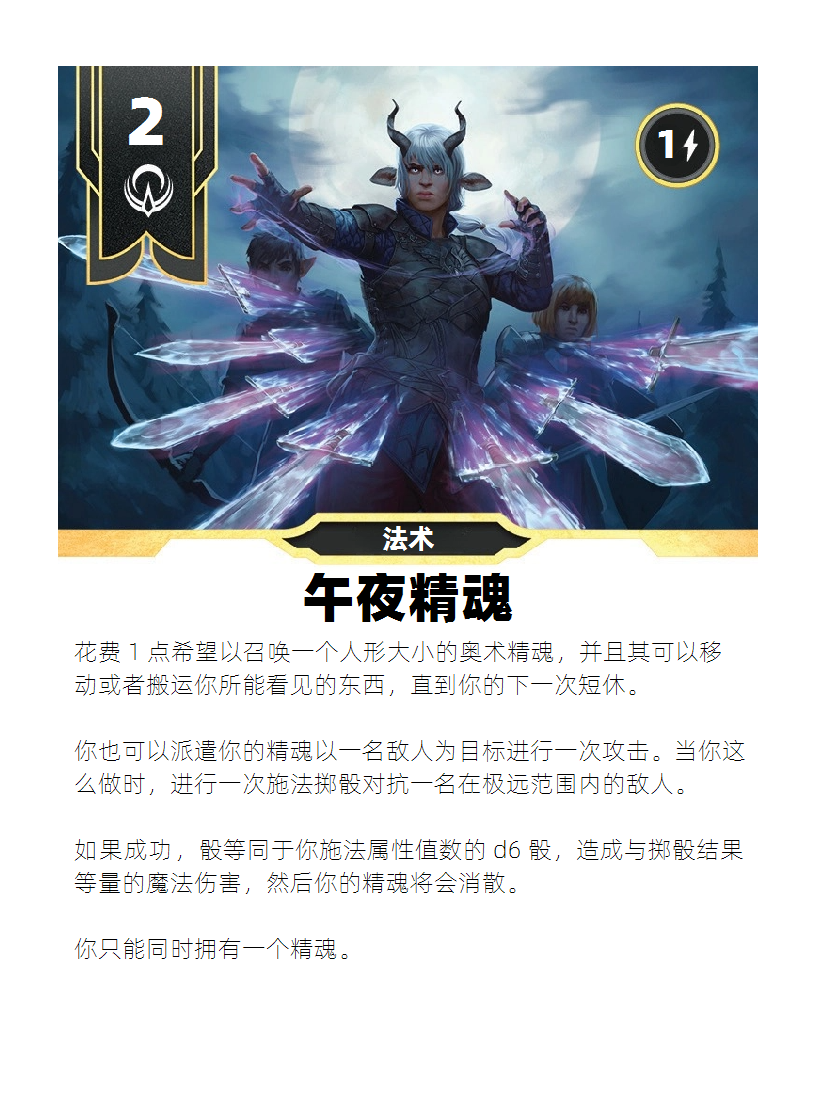 2
1
法术
午夜精魂
花费 1 点希望以召唤一个人形大小的奥术精魂，并且其可以移
动或者搬运你所能看见的东西，直到你的下一次短休。
你也可以派遣你的精魂以一名敌人为目标进行一次攻击。当你这
么做时，进行一次施法掷骰对抗一名在极远范围内的敌人。
如果成功，骰等同于你施法属性值数的 d6 骰，造成与掷骰结果
等量的魔法伤害，然后你的精魂将会消散。
你只能同时拥有一个精魂。